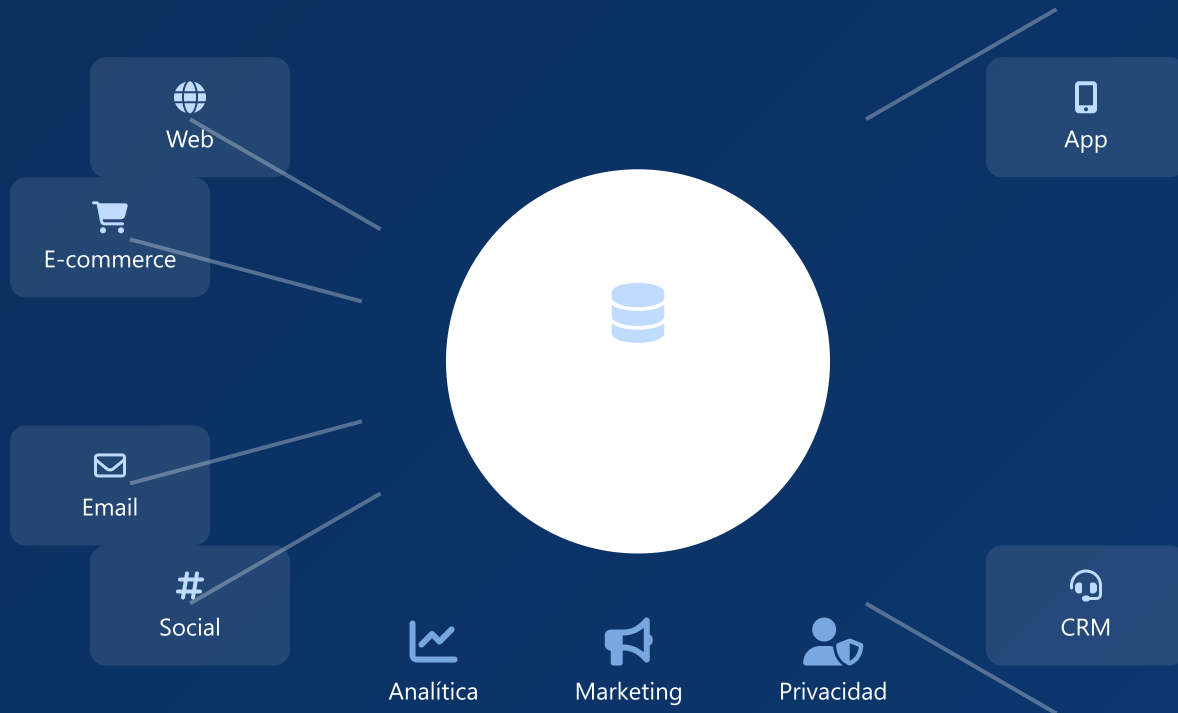 Web
App
E-commerce
Email
Social
CRM
Analítica
Marketing
Privacidad